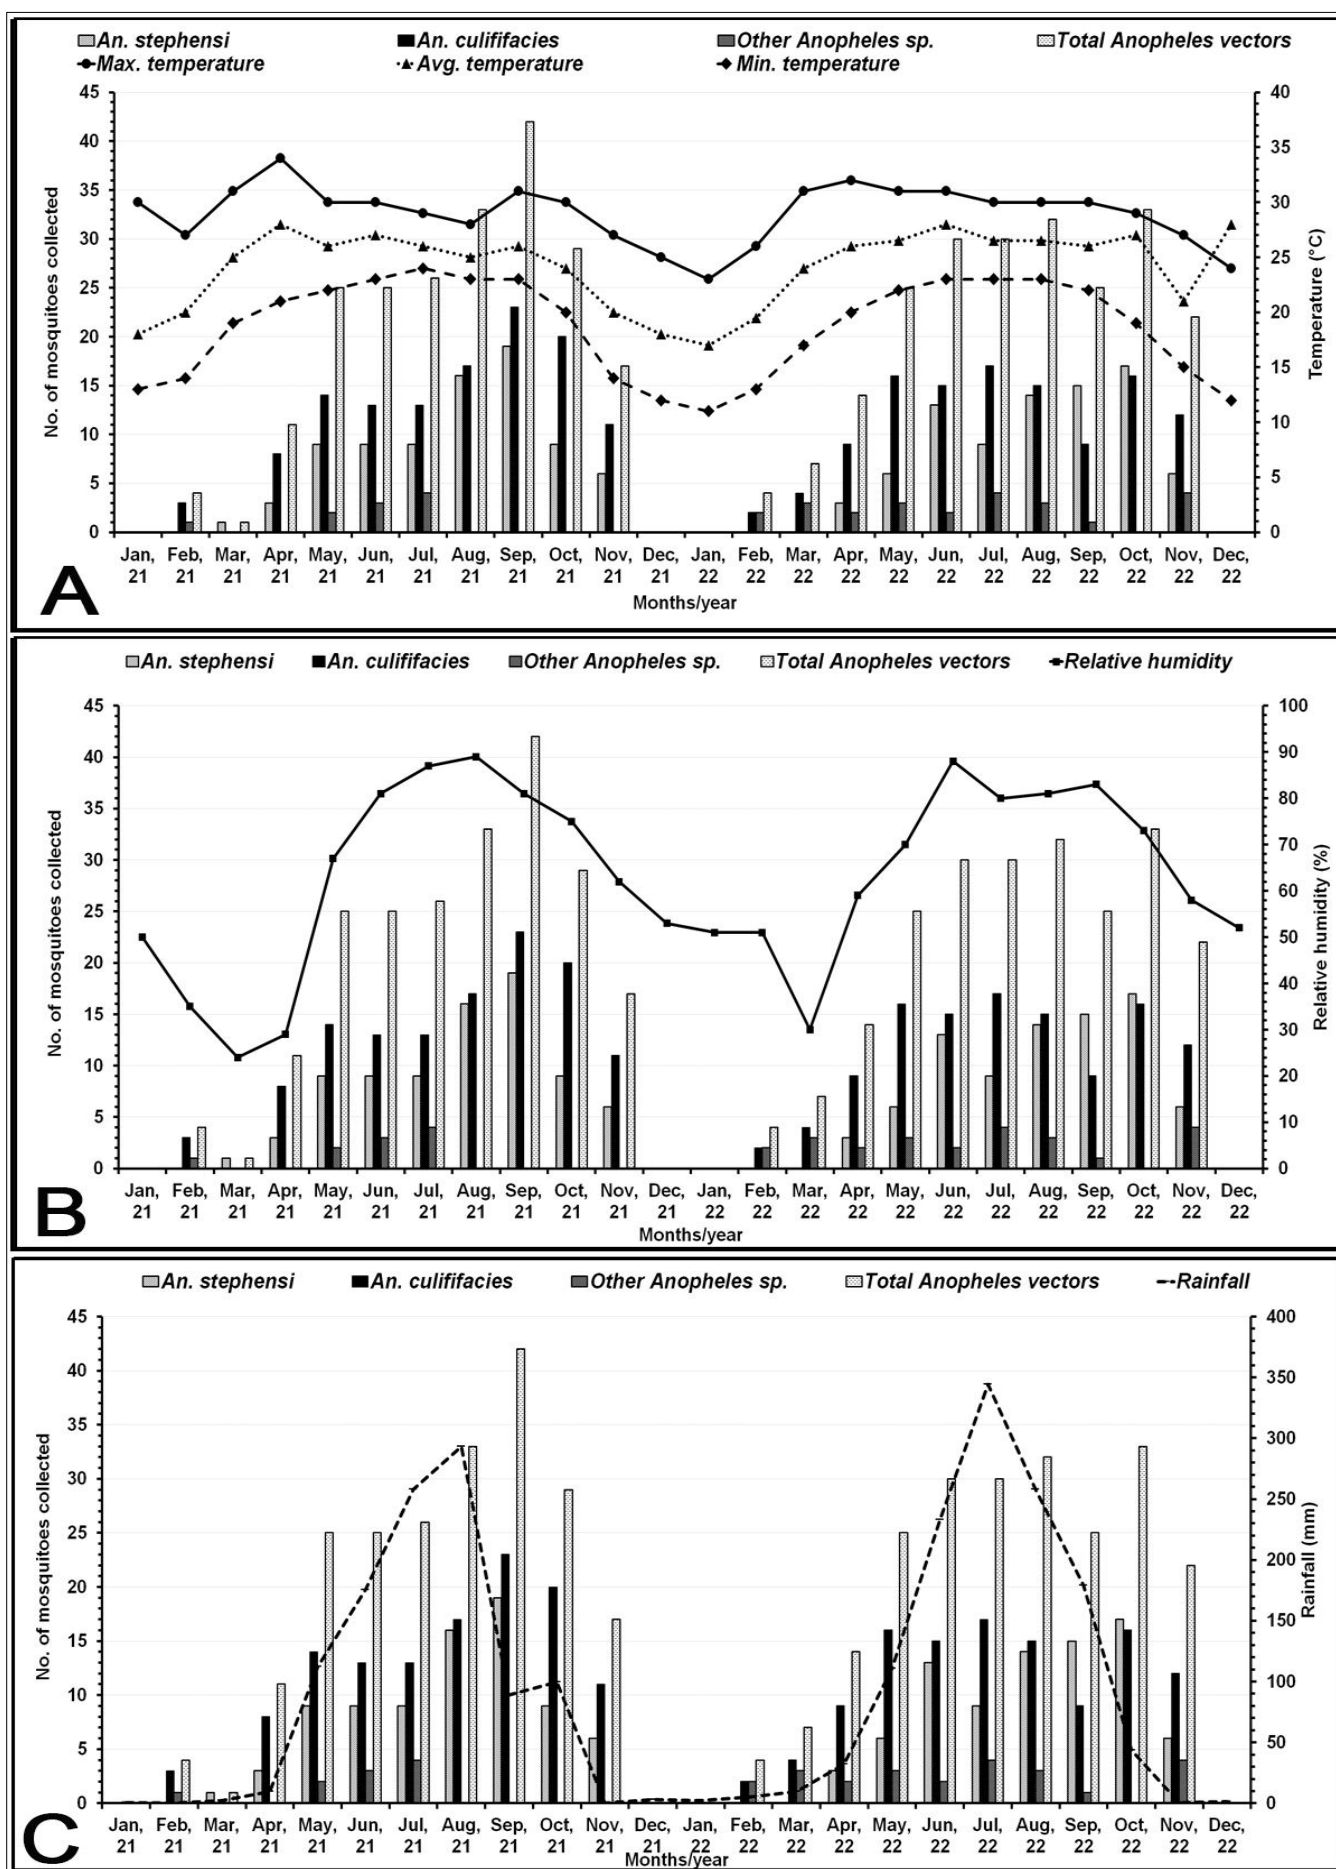 An. stephensi An. culififacies Other Anopheles sp. Total Anopheles vectors
Max. temperature Avg. temperature Min. temperature
No. of mosquitoes collected
45
40
35
30
25
20
15
10
5
0
40
35
30
25
20
15
10
5
0
Temperature (°C)
Jan, Feb, Mar, Apr, May, Jun, Jul, Aug, Sep, Oct, Nov, Dec, Jan, Feb, Mar, Apr, May, Jun, Jul, Aug, Sep, Oct, Nov, Dec,
21 21 21 21 21 21 21 21 21 21 21 21 22 22 22 22 22 22 22 22 22 22 22 22
Months/year
A
An. stephensi An. culififacies Other Anopheles sp. Total Anopheles vectors Relative humidity
No. of mosquitoes collected
45
40
35
30
25
20
15
10
5
0
100
90
80
70
60
50
40
30
20
10
0
Relative humidity (%)
Jan, Feb, Mar, Apr, May, Jun, Jul, Aug, Sep, Oct, Nov, Dec, Jan, Feb, Mar, Apr, May, Jun, Jul, Aug, Sep, Oct, Nov, Dec,
21 21 21 21 21 21 21 21 21 21 21 21 22 22 22 22 22 22 22 22 22 22 22 22
Months/year
B
An. stephensi An. culififacies Other Anopheles sp. Total Anopheles vectors Rainfall
No. of mosquitoes collected
45
40
35
30
25
20
15
10
5
0
400
350
300
250
200
150
100
50
0
Rainfall (mm)
Jan, Feb, Mar, Apr, May, Jun, Jul, Aug, Sep, Oct, Nov, Dec, Jan, Feb, Mar, Apr, May, Jun, Jul, Aug, Sep, Oct, Nov, Dec,
21 21 21 21 21 21 21 21 21 21 21 21 22 22 22 22 22 22 22 22 22 22 22 22
Months/year
C